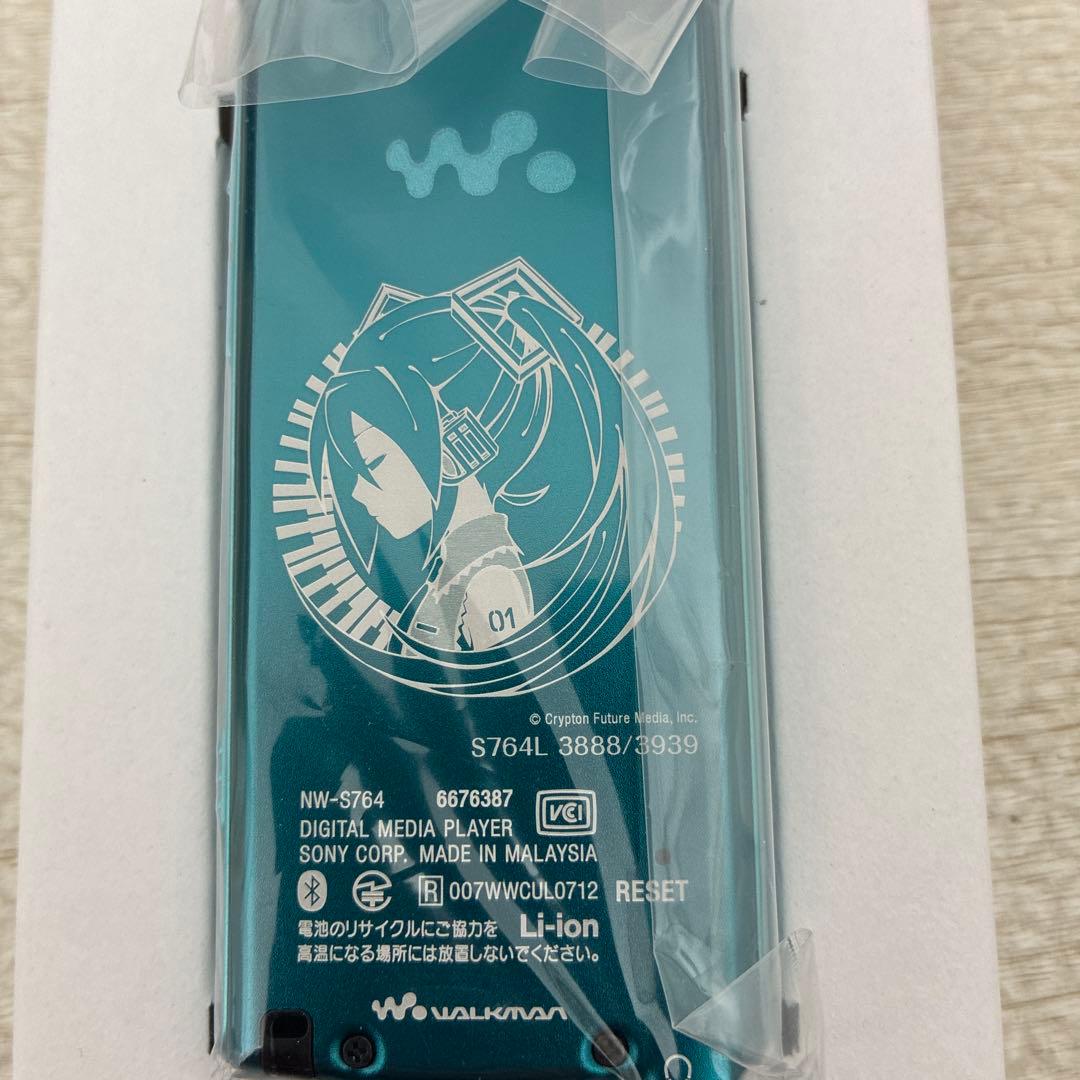 01
© Crypton Future Media, Inc.
S764L 3888/3939
NW-S764 6676387 VCI
DIGITAL MEDIA PLAYER
SONY CORP. MADE IN MALAYSIA
R 007WWCUL0712 RESET
電池のリサイクルにご協力を Li-ion
高温になる場所には放置しないでください。
WALKMAN